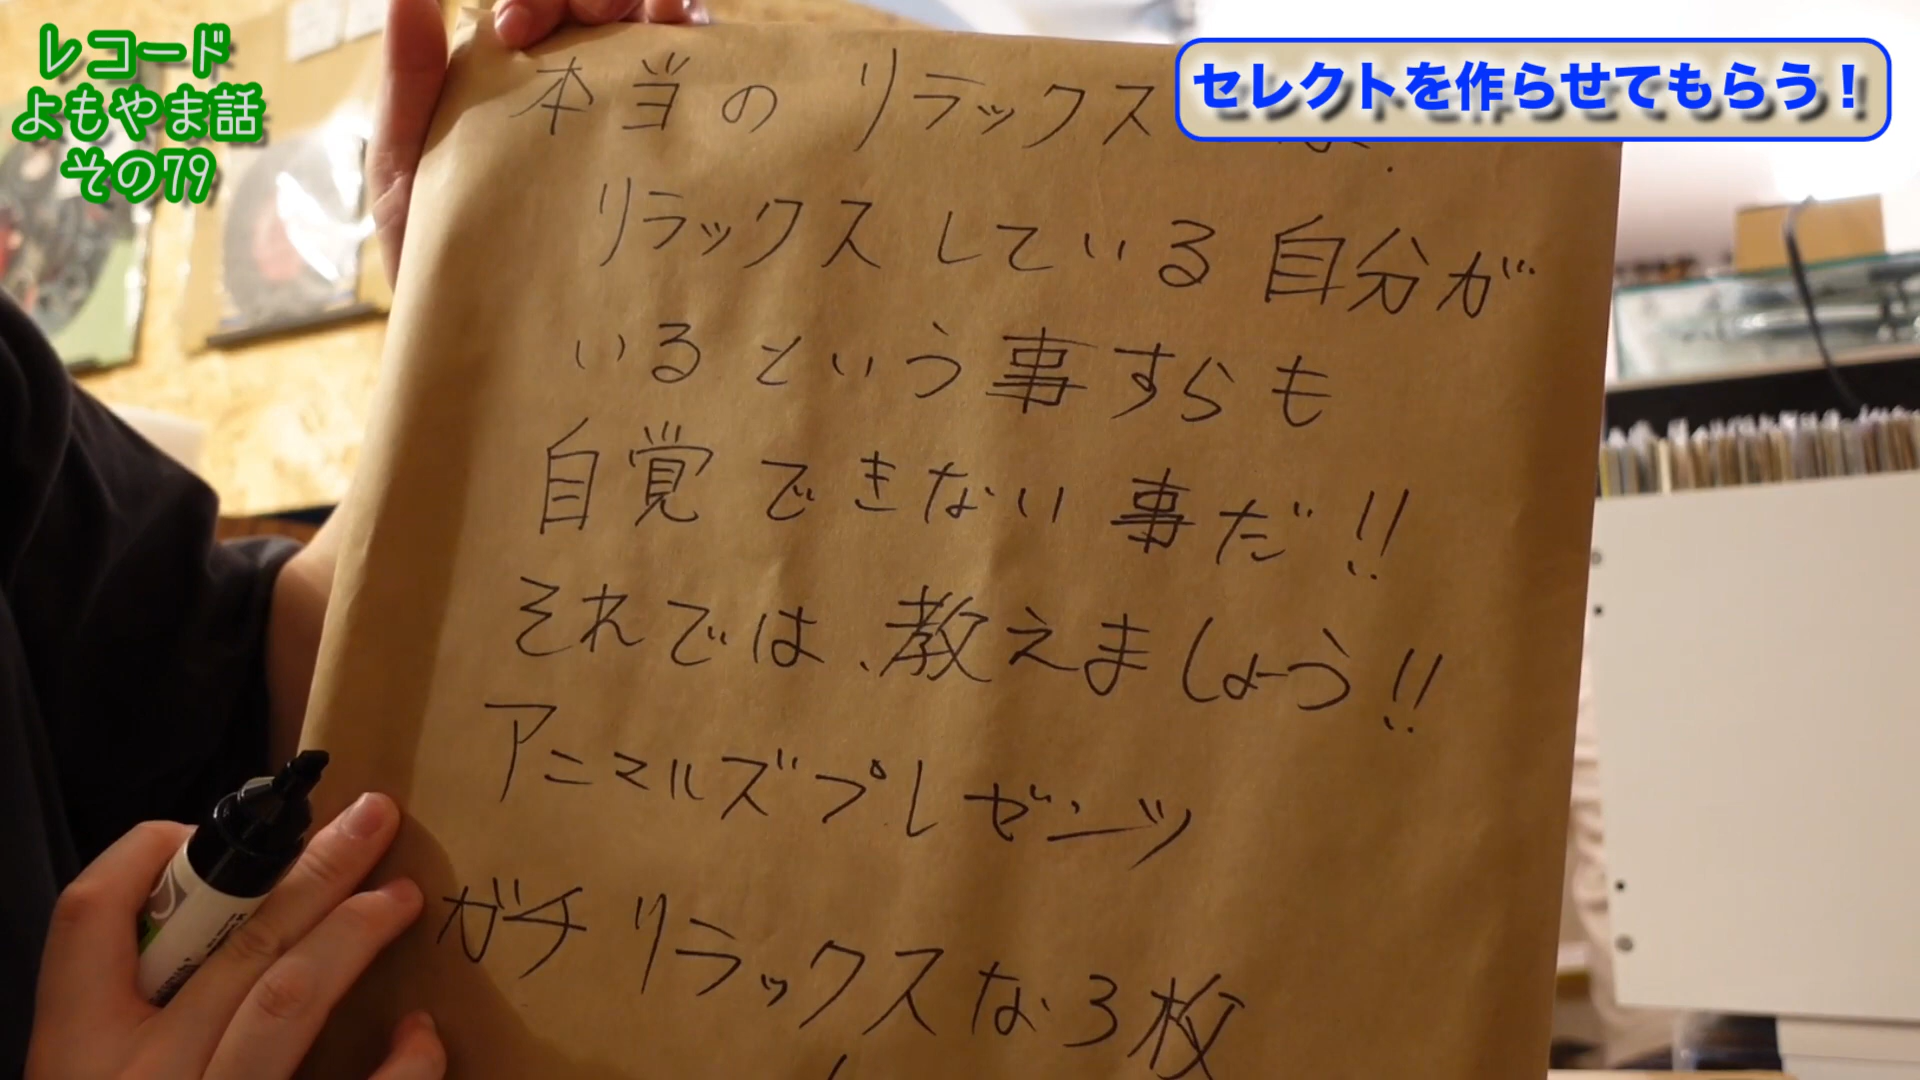 レコード
よもやま話
その79
セレクトを作らせてもらう！
本当のリラックス
リラックスしている自分が
いるという事すらも
自覚できない事だ!!
それでは、教えましょう!!
アニマルズプレゼンツ
ガチリラックスな3枚